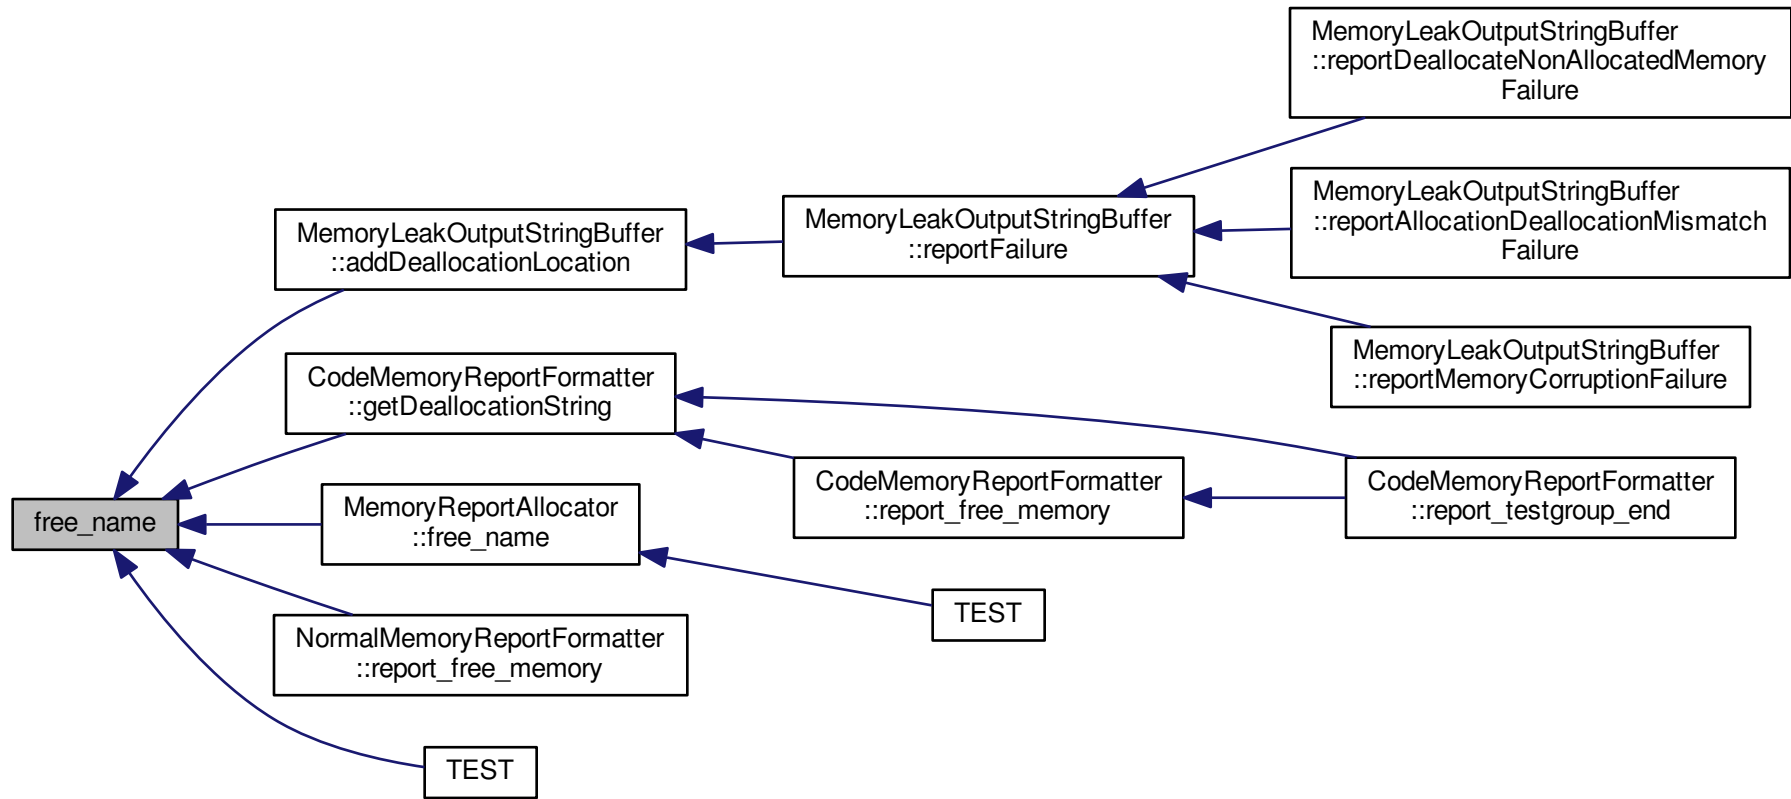 MemoryLeakOutputStringBuffer
::reportDeallocateNonAllocatedMemory
Failure
MemoryLeakOutputStringBuffer
::reportAllocationDeallocationMismatch
Failure
MemoryLeakOutputStringBuffer
::reportFailure
MemoryLeakOutputStringBuffer
::addDeallocationLocation
MemoryLeakOutputStringBuffer
::reportMemoryCorruptionFailure
CodeMemoryReportFormatter
::getDeallocationString
CodeMemoryReportFormatter
::report_free_memory
CodeMemoryReportFormatter
::report_testgroup_end
free_name
MemoryReportAllocator
::free_name
TEST
NormalMemoryReportFormatter
::report_free_memory
TEST